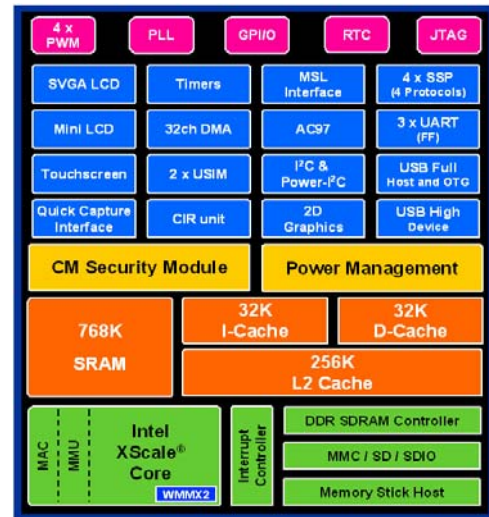 4 x
PWM
PLL
GPI/O
RTC
JTAG
SVGA LCD
Timers
MSL
Interface
4 x SSP
(4 Protocols)
Mini LCD
32ch DMA
AC97
3 x UART
(FF)
Touchscreen
2 x USIM
I²C &
Power-I²C
USB Full
Host and OTG
Quick Capture
Interface
CIR unit
2D
Graphics
USB High
Device
CM Security Module
Power Management
768K
SRAM
32K
I-Cache
32K
D-Cache
256K
L2 Cache
MAC
MMU
Intel
XScale®
Core
WMMX2
Interrupt
Controller
DDR SDRAM Controller
MMC / SD / SDIO
Memory Stick Host